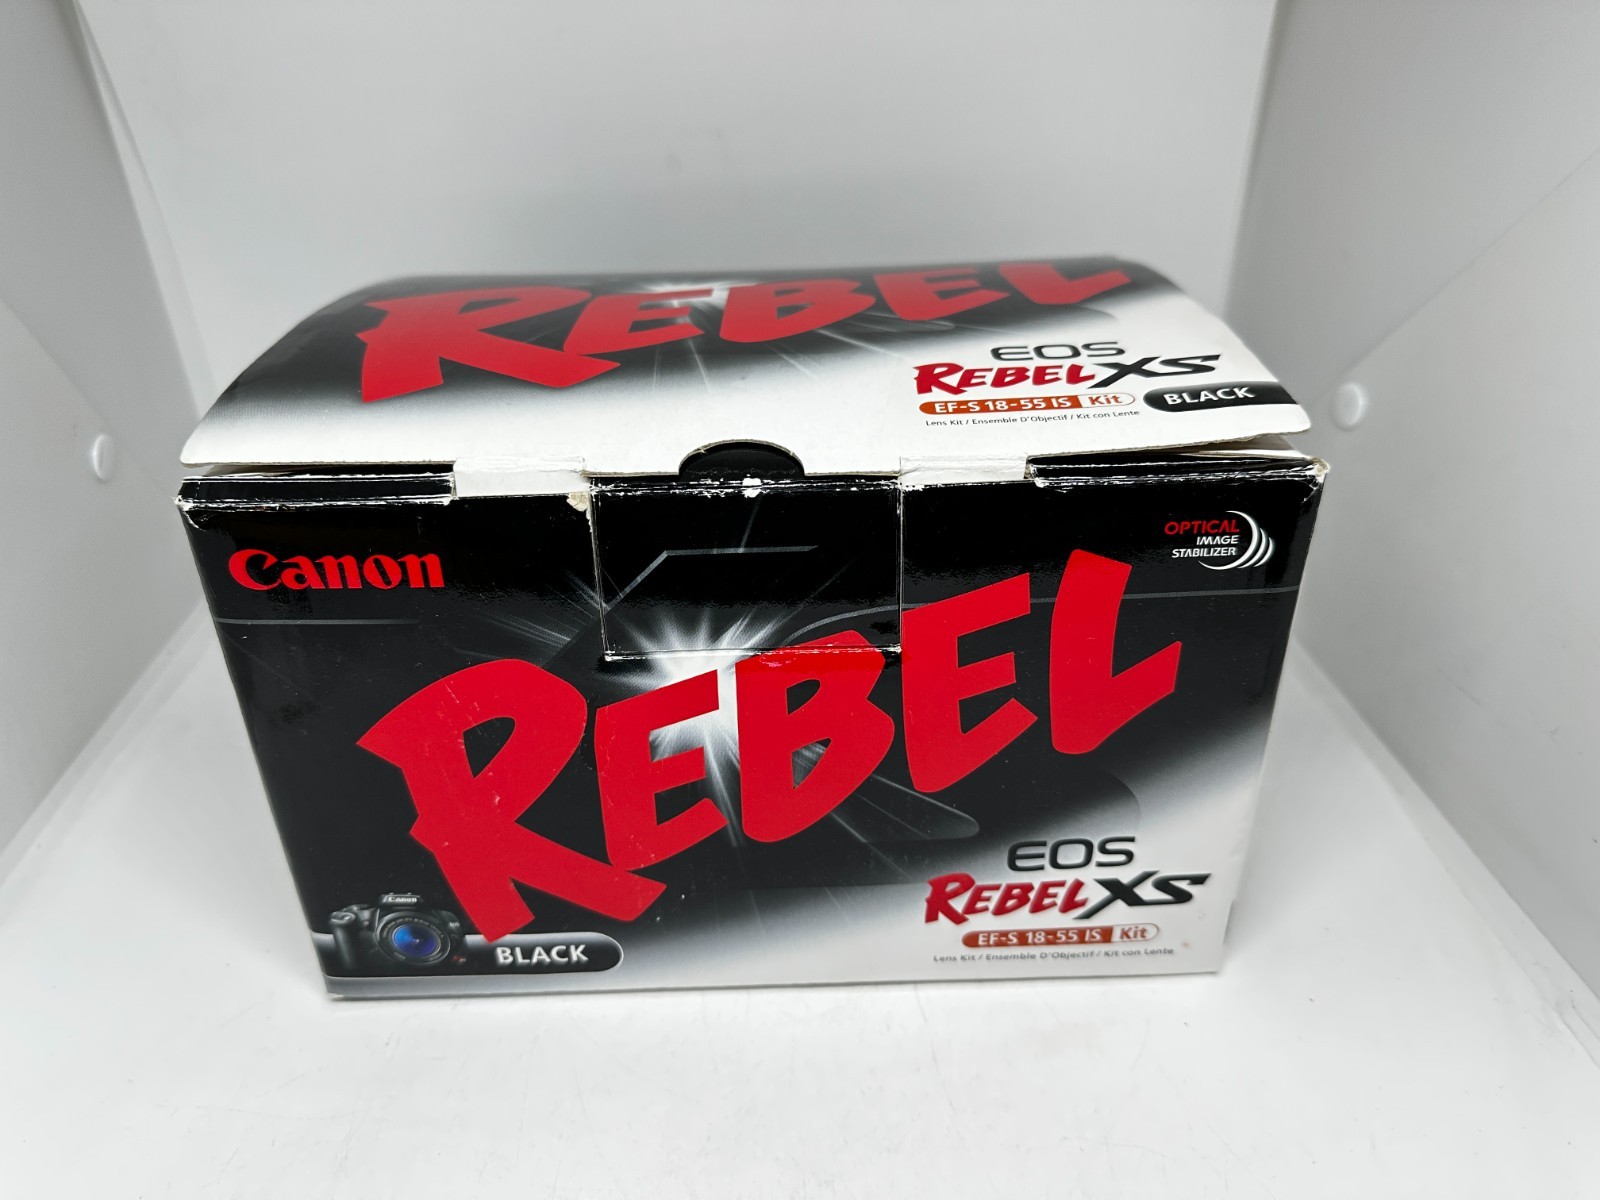 REBEL
EOS
REBEL XS
EF-S 18-55 IS Kit
BLACK
Lens Kit / Ensemble D'Objectif / Kit con Lente
Canon
OPTICAL
IMAGE
STABILIZER
REBEL
Canon
BLACK
EOS
REBEL XS
EF-S 18-55 IS Kit
Lens Kit / Ensemble D'Objectif / Kit con Lente